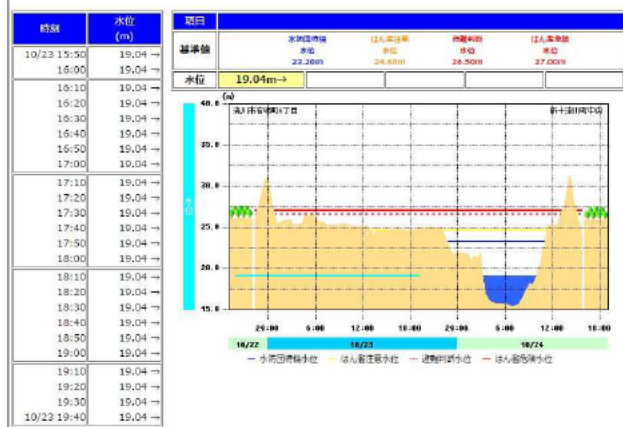 時刻 水位(m)
10/23 15:50 19.04 →
16:00 19.04 →
16:10 19.04 →
16:20 19.04 →
16:30 19.04 →
16:40 19.04 →
16:50 19.04 →
17:00 19.04 →
17:10 19.04 →
17:20 19.04 →
17:30 19.04 →
17:40 19.04 →
17:50 19.04 →
18:00 19.04 →
18:10 19.04 →
18:20 19.04 →
18:30 19.04 →
18:40 19.04 →
18:50 19.04 →
19:00 19.04 →
19:10 19.04 →
19:20 19.04 →
19:30 19.04 →
10/23 19:40 19.04 →
項目
基準値
水防団待機水位 23.20m
はん濫注意水位 24.60m
避難判断水位 26.50m
はん濫危険水位 27.00m
水位 19.04m→
(m)
40.0
35.0
30.0
25.0
20.0
15.0
水位
20:00 6:00 12:00 18:00 20:00 6:00 12:00 18:00
10/22 10/23 10/24
水防団待機水位 はん濫注意水位 避難判断水位 はん濫危険水位